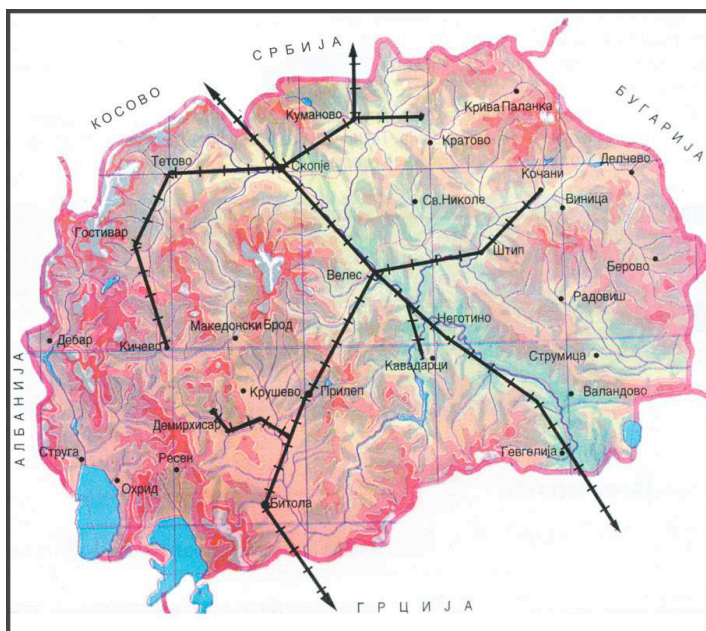 СРБИЈА
КОСОВО
БУГАРИЈА
Крива Паланка
Куманово
Кратово
Тетово
Скопје
Делчево
Кочани
Св.Николе
Виница
Гостивар
Штип
Берово
Велес
Радовиш
Неготино
Македонски Брод
Дебар
Кичево
Струмица
Кавадарци
АЛБАНИЈА
Крушево
Прилеп
Валандово
Демирхисар
Струга
Ресен
Гевгелија
Охрид
Битола
ГРЦИЈА